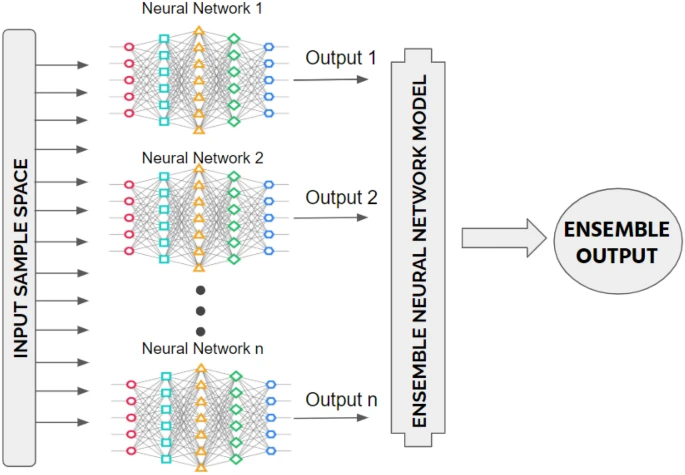 Neural Network 1
Output 1
Neural Network 2
Output 2
Neural Network n
Output n
INPUT SAMPLE SPACE
ENSEMBLE NEURAL NETWORK MODEL
ENSEMBLE
OUTPUT